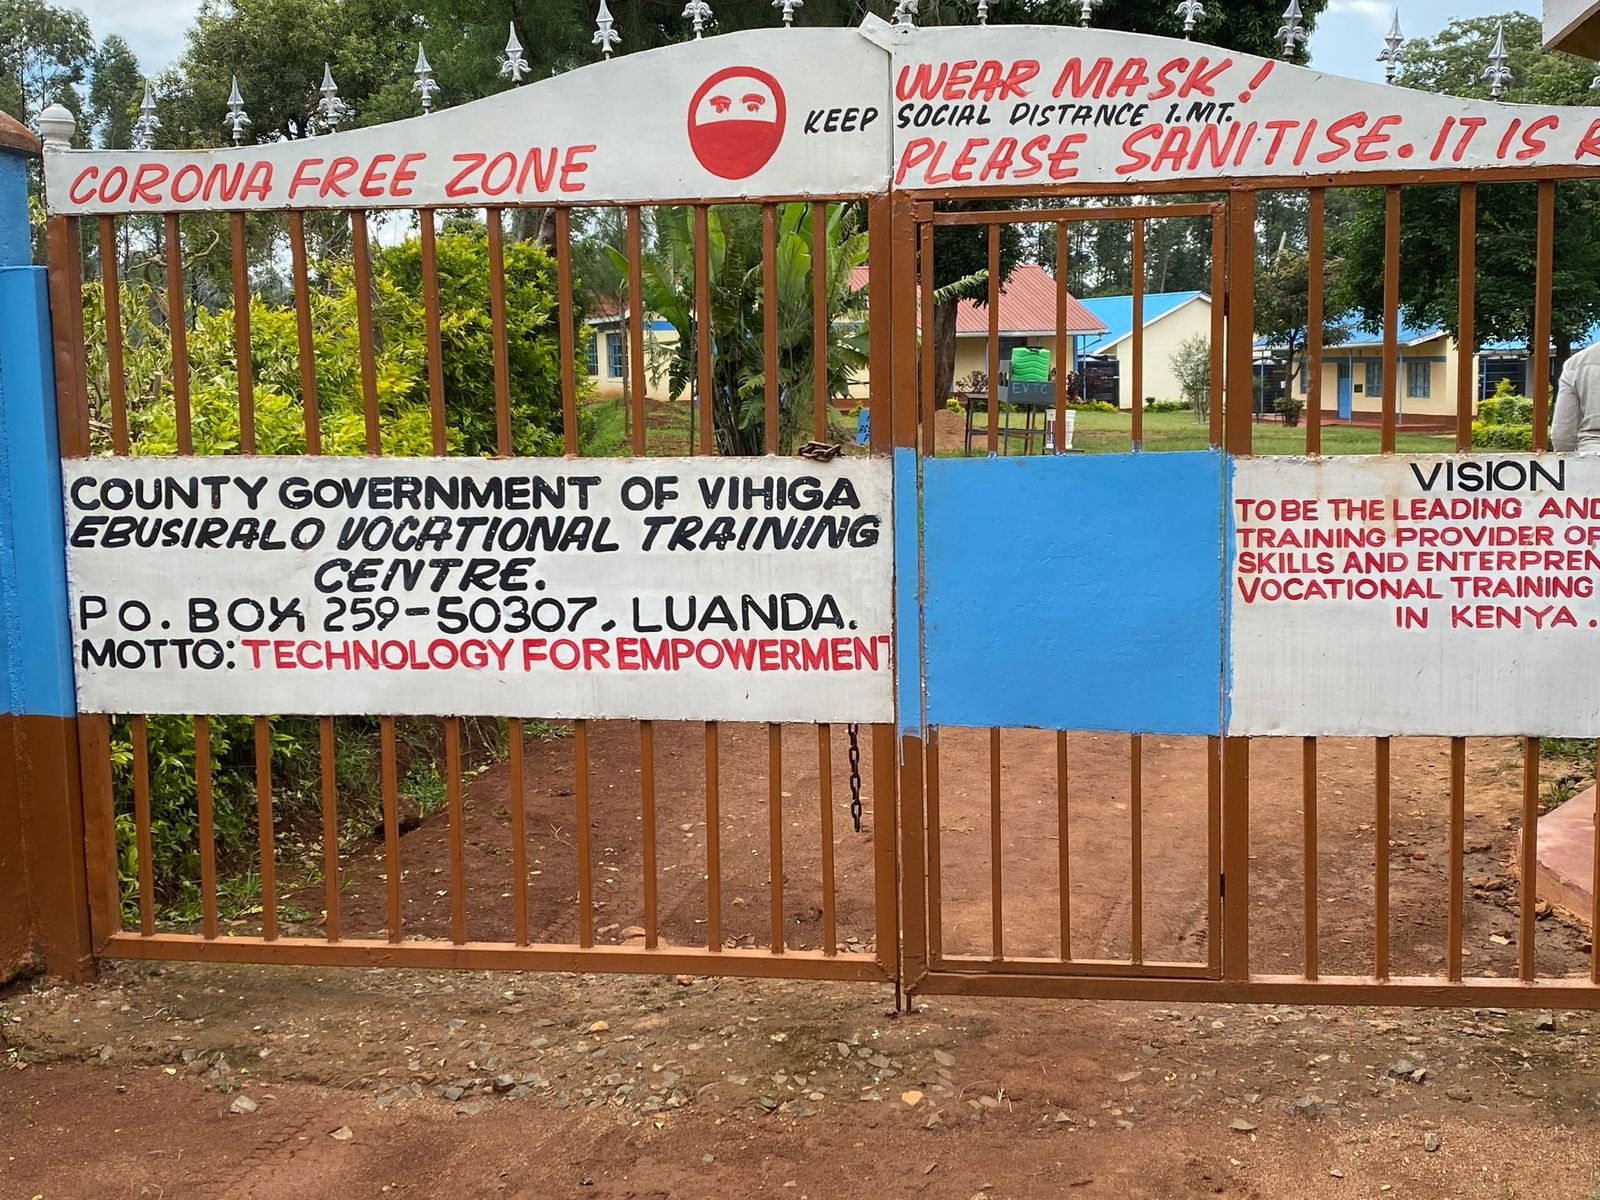 CORONA FREE ZONE
WEAR MASK!
KEEP SOCIAL DISTANCE 1.MT.
PLEASE SANITISE. IT IS
EVTC
COUNTY GOVERNMENT OF VIHIGA
EBUSIRALO VOCATIONAL TRAINING
CENTRE.
P.O. BOX 259-50307, LUANDA.
MOTTO: TECHNOLOGY FOR EMPOWERMENT
VISION
TO BE THE LEADING AND
TRAINING PROVIDER OF
SKILLS AND ENTERPREN
VOCATIONAL TRAINING
IN KENYA.